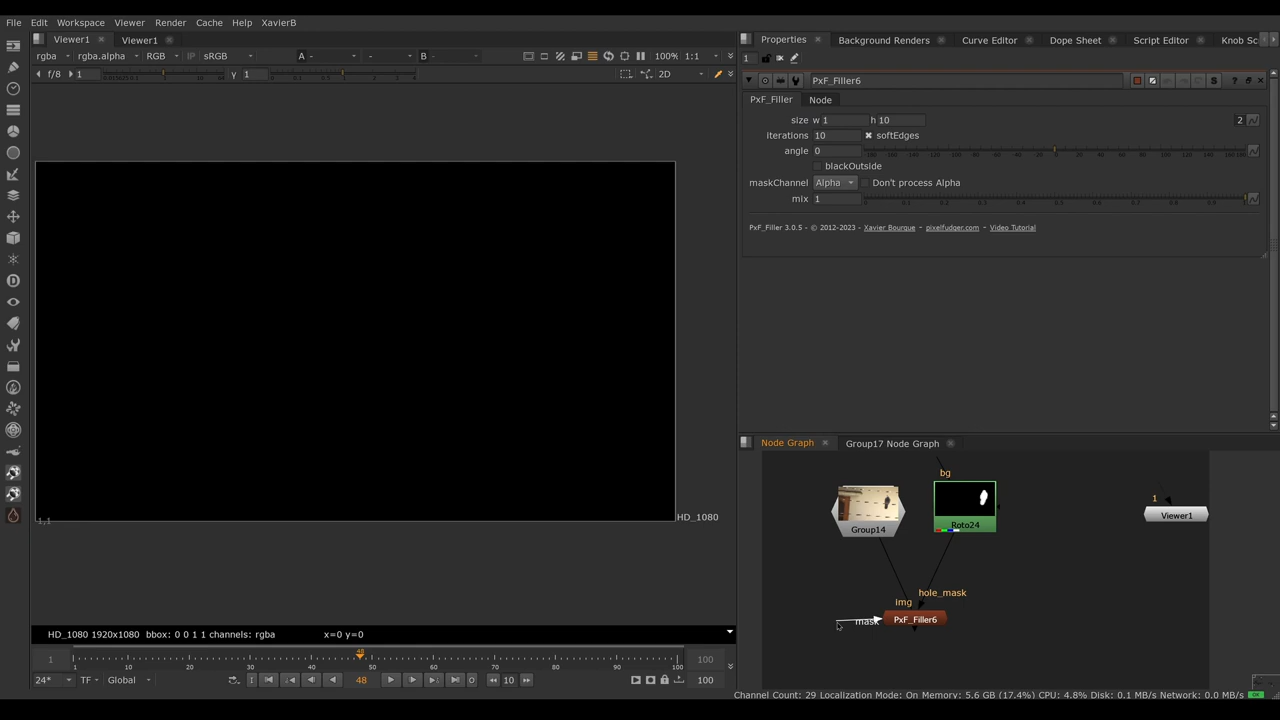 File Edit Workspace Viewer Render Cache Help XavierB
Viewer1 Viewer1
Properties Background Renders Curve Editor Dope Sheet Script Editor Knob Sc
rgba rgba.alpha RGB IP sRGB A - - B - 100% 1:1
f/8 1 γ 1 2D
1
PxF_Filler6
PxF_Filler Node
size w 1 h 10 2
iterations 10 softEdges
angle 0
blackOutside
maskChannel Alpha Don't process Alpha
mix 1
PxF_Filler 3.0.5 - © 2012-2023 - Xavier Bourque - pixelfudger.com - Video Tutorial
Node Graph Group17 Node Graph
bg
1
Viewer1
Group14
Roto24
hole_mask
img
mask
PxF_Filler6
1,1
HD_1080
HD_1080 1920x1080 bbox: 0 0 1 1 channels: rgba x=0 y=0
48
1 1 10 20 30 40 50 60 70 80 90 100 100
24* TF Global 48 10 100
Channel Count: 29 Localization Mode: On Memory: 5.6 GB (17.4%) CPU: 4.8% Disk: 0.1 MB/s Network: 0.0 MB/s